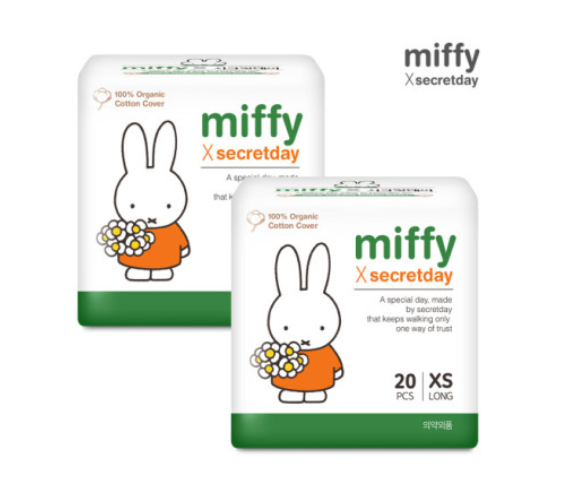 miffy
X secretday
100% Organic
Cotton Cover
miffy
X secretday
A special day, made
that k
miffy X
100% Organic
Cotton Cover
miffy
X secretday
A special day, made
by secretday
that keeps walking only
one way of trust
20 PCS
XS LONG
의약외품